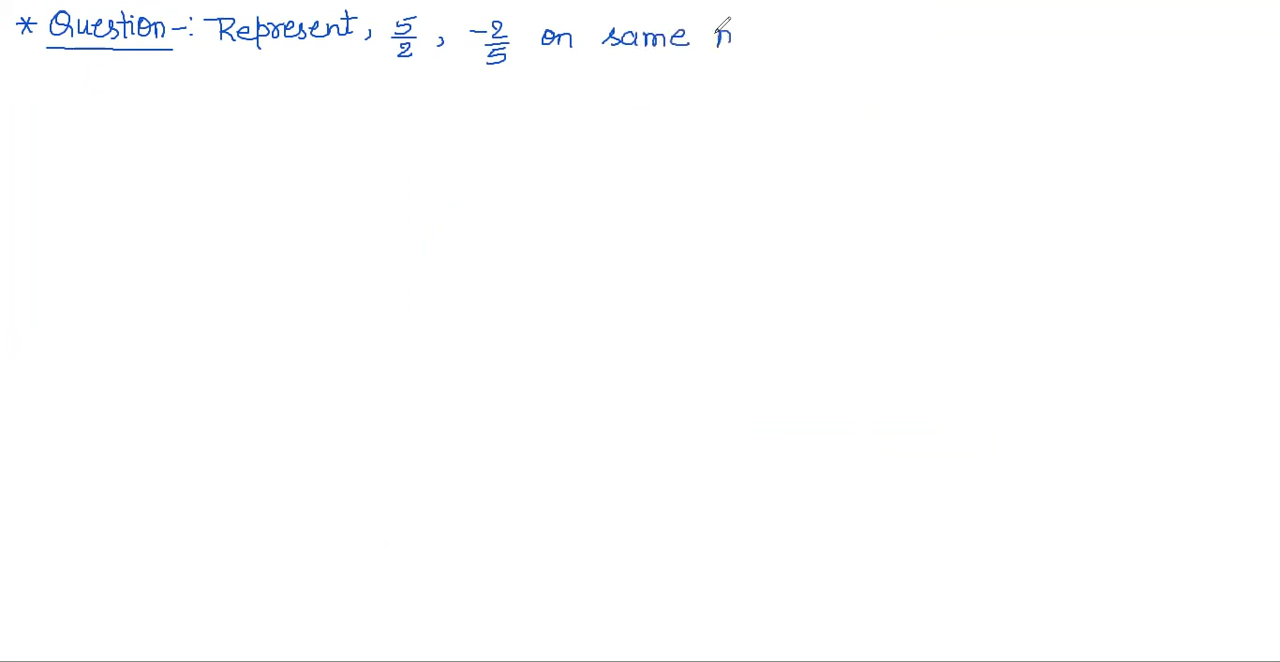 * Question-: Represent, 5/2, -2/5 on same n